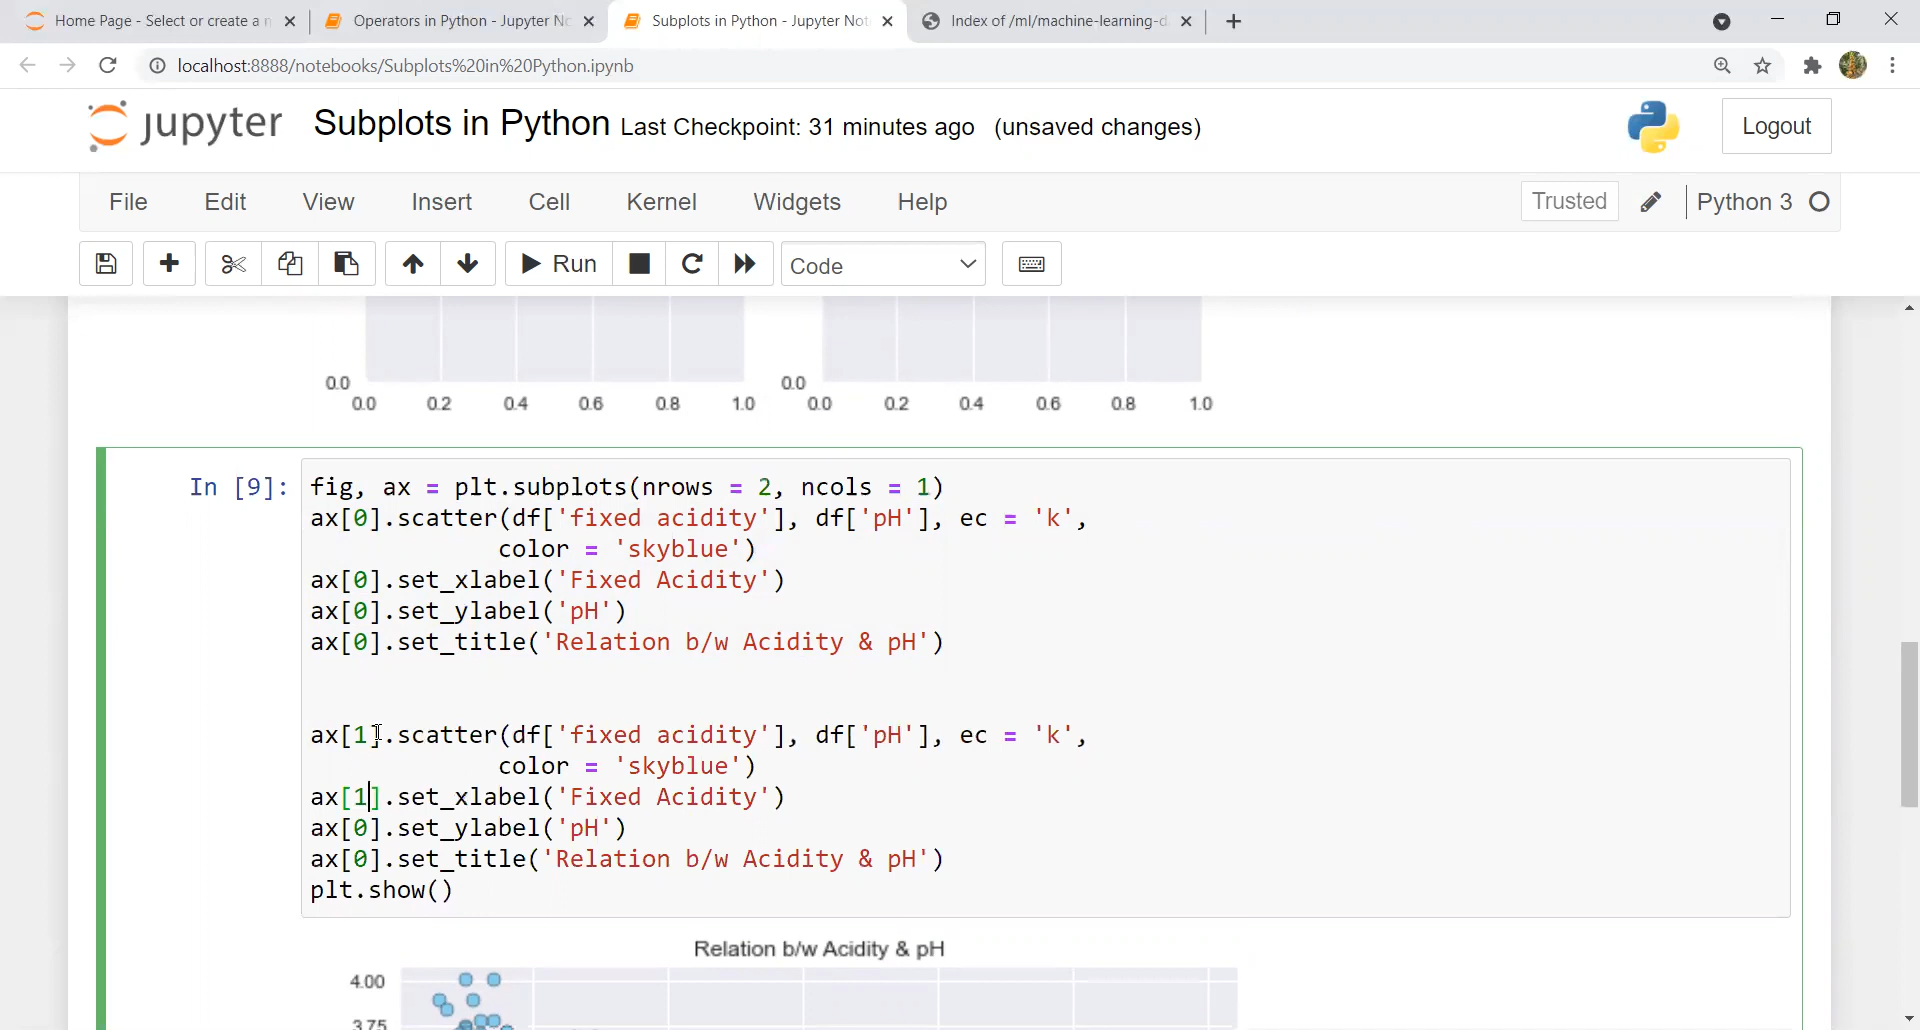 Home Page - Select or create a n
Operators in Python - Jupyter No
Subplots in Python - Jupyter Not
Index of /ml/machine-learning-d
localhost:8888/notebooks/Subplots%20in%20Python.ipynb
jupyter Subplots in Python Last Checkpoint: 31 minutes ago (unsaved changes)
Logout
File Edit View Insert Cell Kernel Widgets Help
Trusted
Python 3
Run
Code
0.0 0.0
0.0 0.2 0.4 0.6 0.8 1.0 0.0 0.2 0.4 0.6 0.8 1.0
In [9]:
fig, ax = plt.subplots(nrows = 2, ncols = 1)
ax[0].scatter(df['fixed acidity'], df['pH'], ec = 'k',
color = 'skyblue')
ax[0].set_xlabel('Fixed Acidity')
ax[0].set_ylabel('pH')
ax[0].set_title('Relation b/w Acidity & pH')
ax[1].scatter(df['fixed acidity'], df['pH'], ec = 'k',
color = 'skyblue')
ax[1].set_xlabel('Fixed Acidity')
ax[0].set_ylabel('pH')
ax[0].set_title('Relation b/w Acidity & pH')
plt.show()
Relation b/w Acidity & pH
4.00
3.75